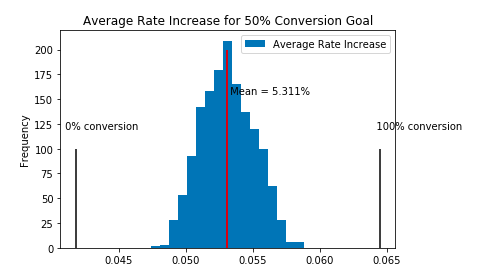 Average Rate Increase for 50% Conversion Goal
Average Rate Increase
Mean = 5.311%
0% conversion
100% conversion
Frequency
200
175
150
125
100
75
50
25
0
0.045
0.050
0.055
0.060
0.065